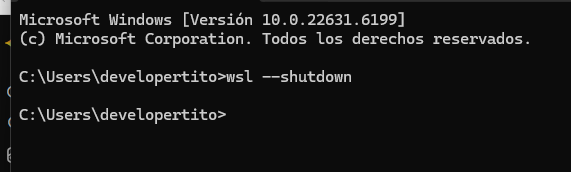 Microsoft Windows [Versión 10.0.22631.6199]
(c) Microsoft Corporation. Todos los derechos reservados.
C:\Users\developertito>wsl --shutdown
C:\Users\developertito>